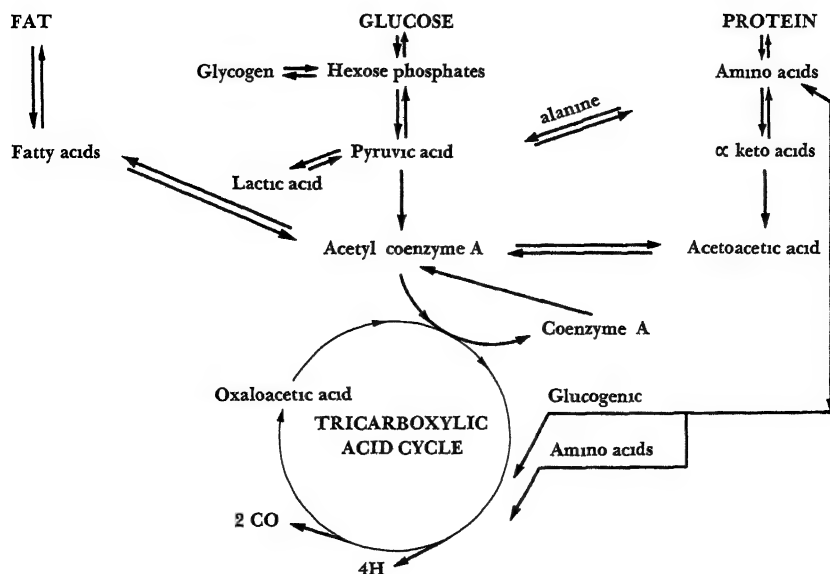 FAT
GLUCOSE
PROTEIN
Glycogen
Hexose phosphates
Amino acids
alanine
Fatty acids
Pyruvic acid
∝ keto acids
Lactic acid
Acetyl coenzyme A
Acetoacetic acid
Coenzyme A
Oxaloacetic acid
Glucogenic
TRICARBOXYLIC
ACID CYCLE
Amino acids
2 CO
4H